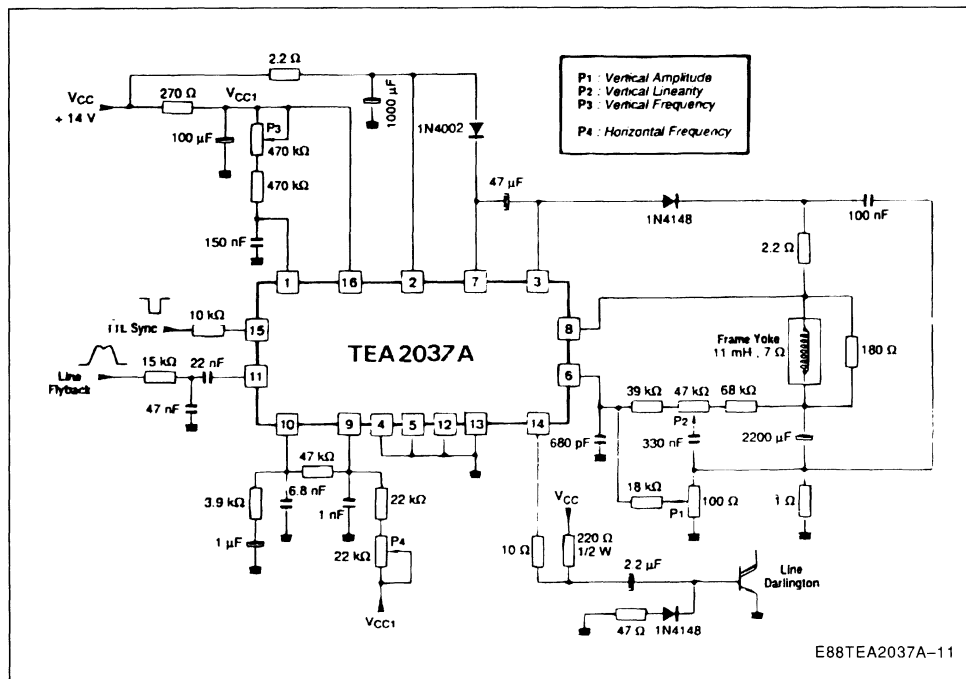 2.2 Ω
VCC
+ 14 V
270 Ω
VCC1
100 µF
P3
470 kΩ
470 kΩ
150 nF
1000 µF
1N4002
47 µF
P1 : Vertical Amplitude
P2 : Vertical Linearity
P3 : Vertical Frequency
P4 : Horizontal Frequency
1N4148
100 nF
2.2 Ω
1
16
2
7
3
TTL Sync
10 kΩ
15
TEA2037A
8
Frame Yoke
11 mH , 7 Ω
180 Ω
Line
Flyback
15 kΩ
22 nF
11
47 nF
6
39 kΩ
47 kΩ
68 kΩ
P2
680 pF
330 nF
2200 µF
10
9
4
5
12
13
14
47 kΩ
3.9 kΩ
6.8 nF
1 nF
22 kΩ
1 µF
22 kΩ
P4
VCC1
18 kΩ
P1
100 Ω
1 Ω
VCC
10 Ω
220 Ω
1/2 W
2.2 µF
Line
Darlington
47 Ω
1N4148
E88TEA2037A-11